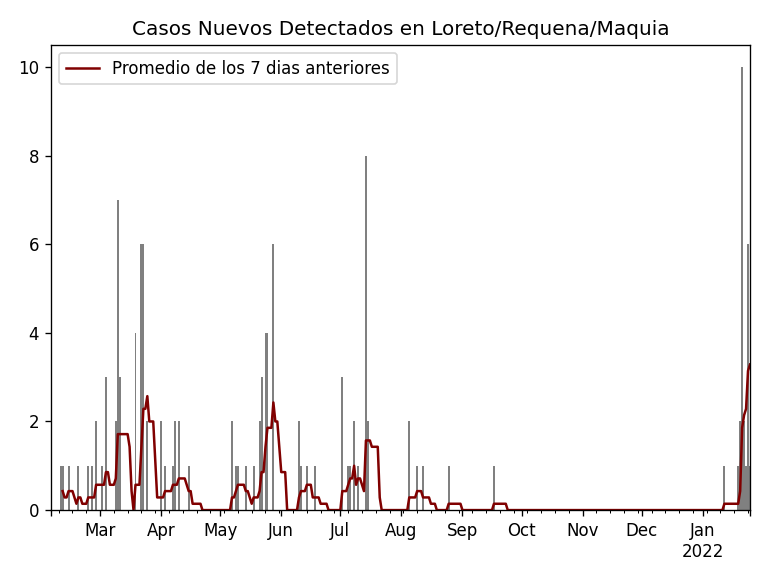 Casos Nuevos Detectados en Loreto/Requena/Maquia
Promedio de los 7 dias anteriores
10
8
6
4
2
0
Mar Apr May Jun Jul Aug Sep Oct Nov Dec Jan
2022